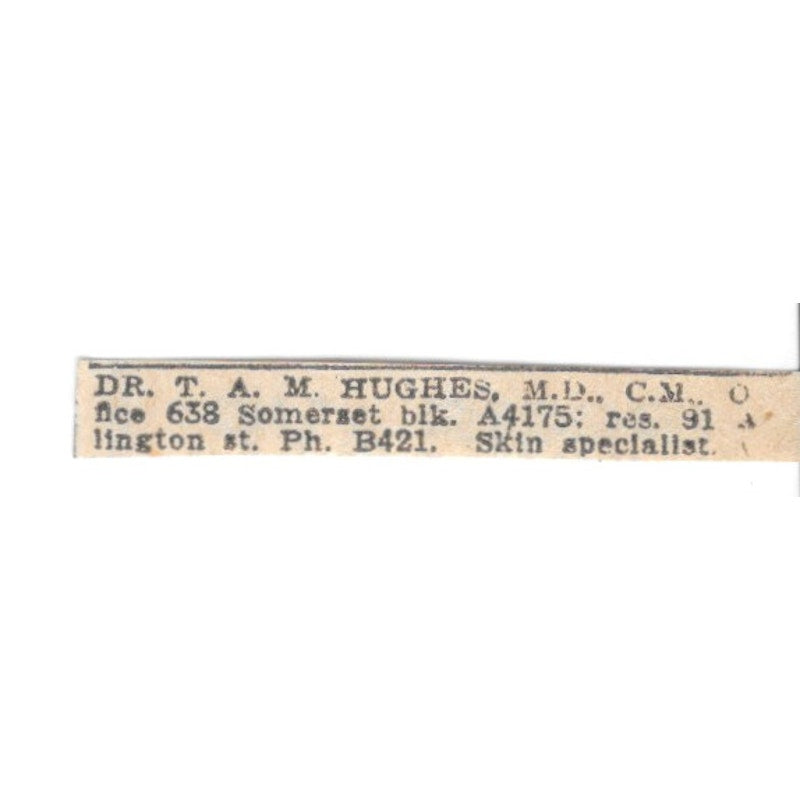 DR. T. A. M. HUGHES, M.D., C.M., O
fice 638 Somerset blk. A4175; res. 91 A
lington st. Ph. B421. Skin specialist.